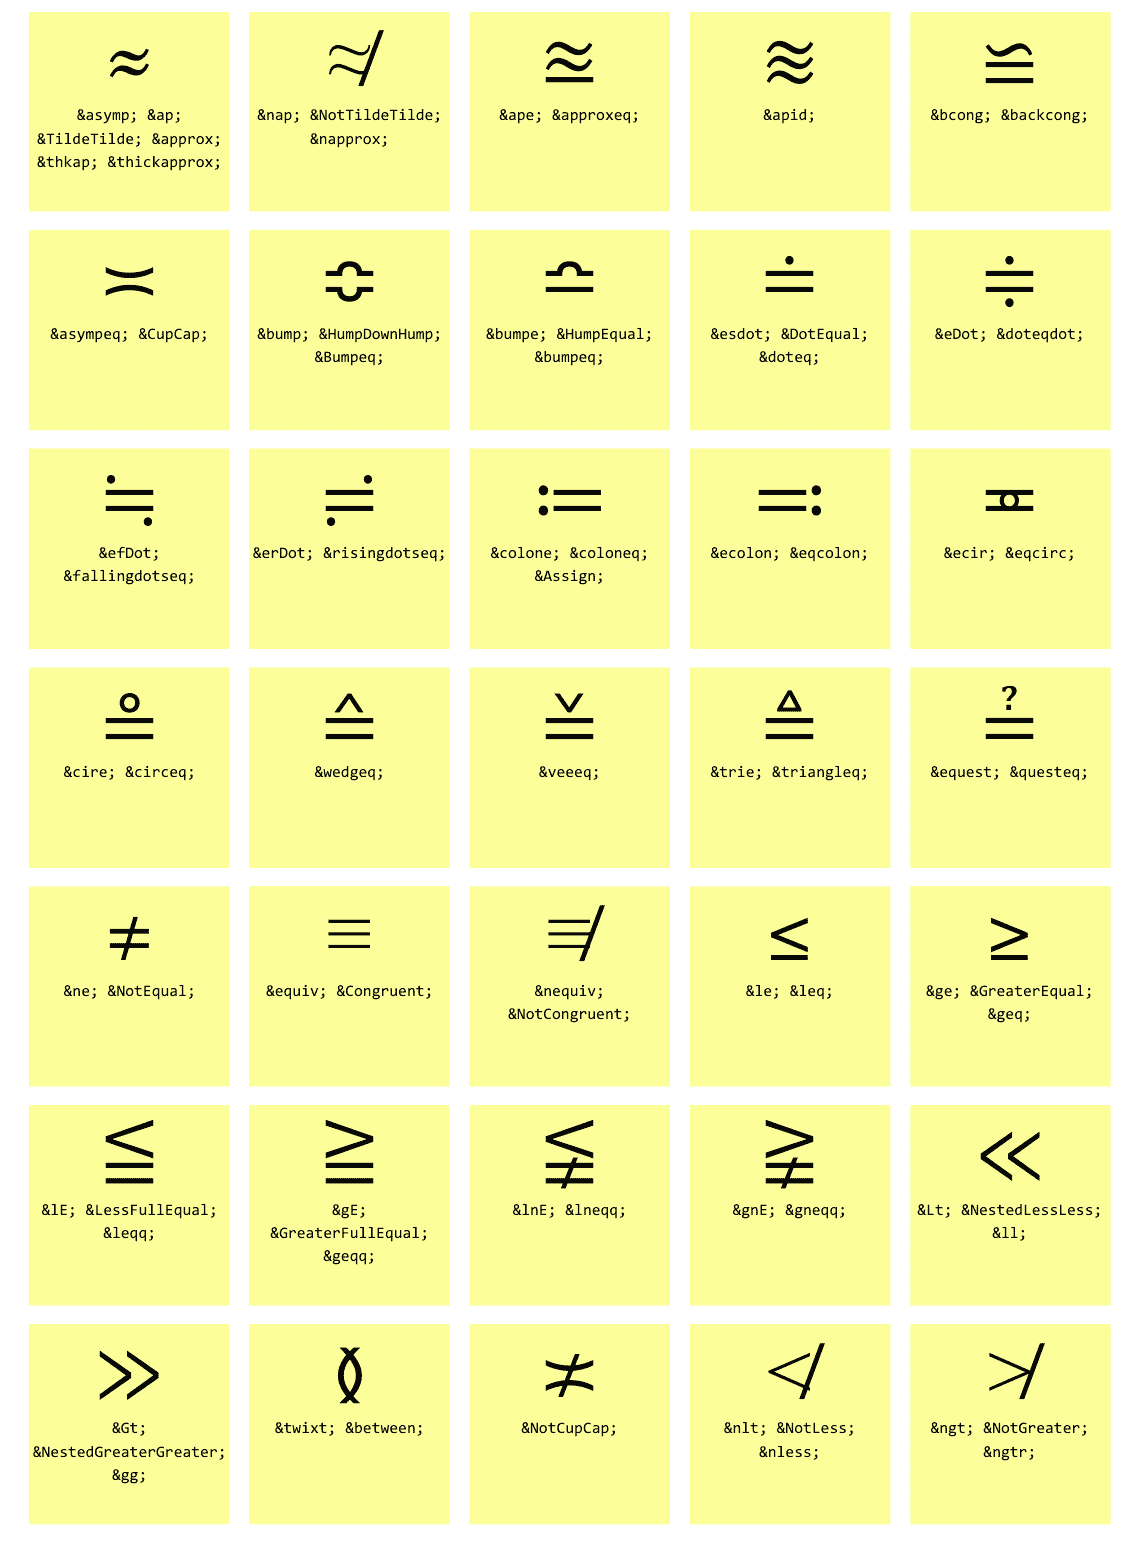 ≈ ≉ ≊ ≋ ≌
&asymp; &ap; &nap; &NotTildeTilde; &ape; &approxeq; &apid; &bcong; &backcong;
&TildeTilde; &approx; &napprox;
&thkap; &thickapprox;
≍ ≎ ≏ ≐ ≑
&asympeq; &CupCap; &bump; &HumpDownHump; &bumpe; &HumpEqual; &esdot; &DotEqual; &eDot; &doteqdot;
&Bumpeq; &bumpeq; &doteq;
≒ ≓ ≔ ≕ ≖
&efDot; &erDot; &risingdotseq; &colone; &coloneq; &ecolon; &eqcolon; &ecir; &eqcirc;
&fallingdotseq; &Assign;
≗ ≙ ≚ ≜ ≟
&cire; &circeq; &wedgeq; &veeeq; &trie; &triangleq; &equest; &questeq;
≠ ≡ ≢ ≤ ≥
&ne; &NotEqual; &equiv; &Congruent; &nequiv; &le; &leq; &ge; &GreaterEqual;
&NotCongruent; &geq;
≦ ≧ ≨ ≩ ≪
&lE; &LessFullEqual; &gE; &lnE; &lneqq; &gnE; &gneqq; &Lt; &NestedLessLess;
&leqq; &GreaterFullEqual; &ll;
&geqq;
≫ ≬ ≭ ≮ ≯
&Gt; &twixt; &between; &NotCupCap; &nlt; &NotLess; &ngt; &NotGreater;
&NestedGreaterGreater; &nless; &ngtr;
&gg;